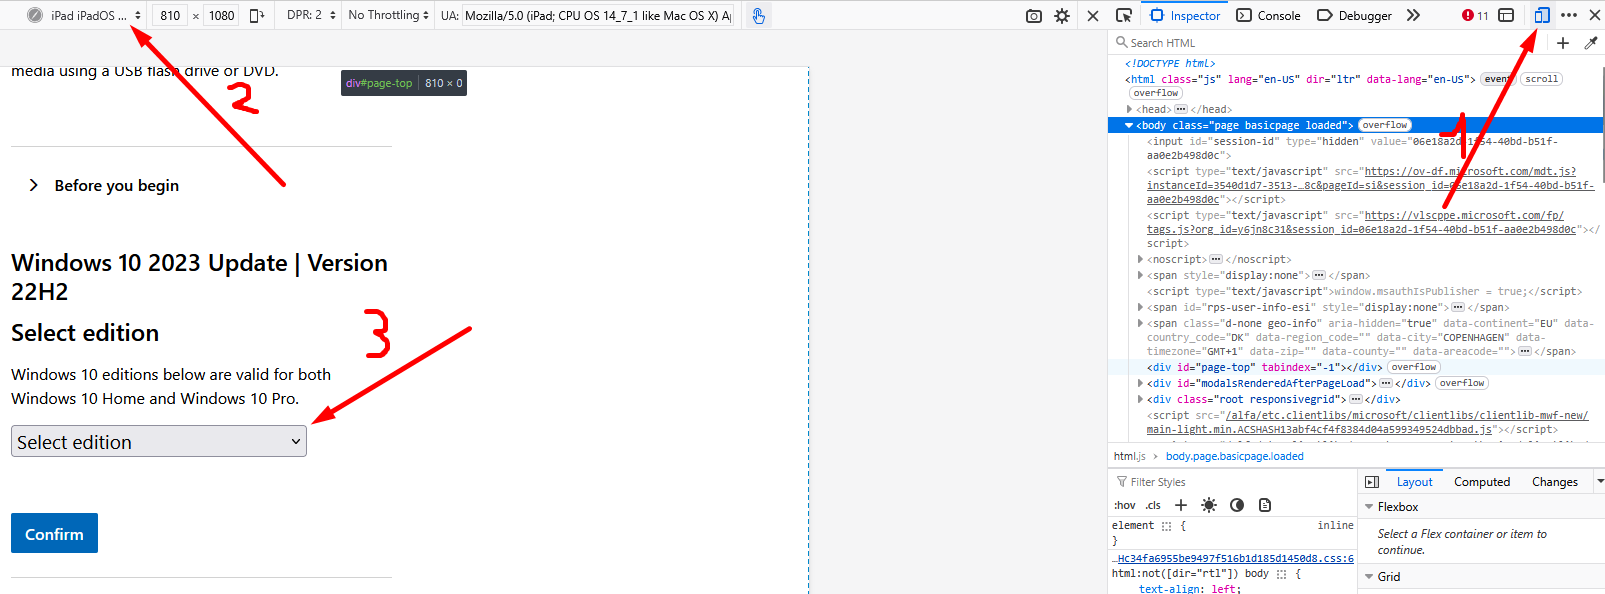 iPad iPadOS ... 810 × 1080 DPR: 2 No Throttling UA: Mozilla/5.0 (iPad; CPU OS 14_7_1 like Mac OS X) Ap
media using a USB flash drive or DVD.
div#page-top 810 × 0
2
Before you begin
Windows 10 2023 Update | Version
22H2
Select edition
3
Windows 10 editions below are valid for both
Windows 10 Home and Windows 10 Pro.
Select edition
Confirm
Inspector Console Debugger 11
Search HTML
<!DOCTYPE html>
<html class="js" lang="en-US" dir="ltr" data-lang="en-US"> event scroll
overflow
<head> ••• </head>
<body class="page basicpage loaded"> overflow
1
<input id="session-id" type="hidden" value="06e18a2d-1f54-40bd-b51f-
aa0e2b498d0c">
<script type="text/javascript" src="https://ov-df.microsoft.com/mdt.js?
instanceId=3540d1d7-3513-…8c&pageId=si&session_id=06e18a2d-1f54-40bd-b51f-
aa0e2b498d0c"></script>
<script type="text/javascript" src="https://vlscppe.microsoft.com/fp/
tags.js?org_id=y6jn8c31&session_id=06e18a2d-1f54-40bd-b51f-aa0e2b498d0c"></
script>
<noscript> ••• </noscript>
<span style="display:none"> ••• </span>
<script type="text/javascript">window.msauthIsPublisher = true;</script>
<span id="rps-user-info-esi" style="display:none"> ••• </span>
<span class="d-none geo-info" aria-hidden="true" data-continent="EU" data-
country_code="DK" data-region_code="" data-city="COPENHAGEN" data-
timezone="GMT+1" data-zip="" data-county="" data-areacode=""> ••• </span>
<div id="page-top" tabindex="-1"></div> overflow
<div id="modalsRenderedAfterPageLoad"> ••• </div> overflow
<div class="root responsivegrid"> ••• </div>
<script src="/alfa/etc.clientlibs/microsoft/clientlibs/clientlib-mwf-new/
main-light.min.ACSHASH13abf4cf4f8384d04a599349524dbbad.js"></script>
html.js > body.page.basicpage.loaded
Filter Styles
:hov .cls +
element { inline
}
…Hc34fa6955be9497f516b1d185d1450d8.css:6
html:not([dir="rtl"]) body {
text-align: left;
Layout Computed Changes
Flexbox
Select a Flex container or item to
continue.
Grid